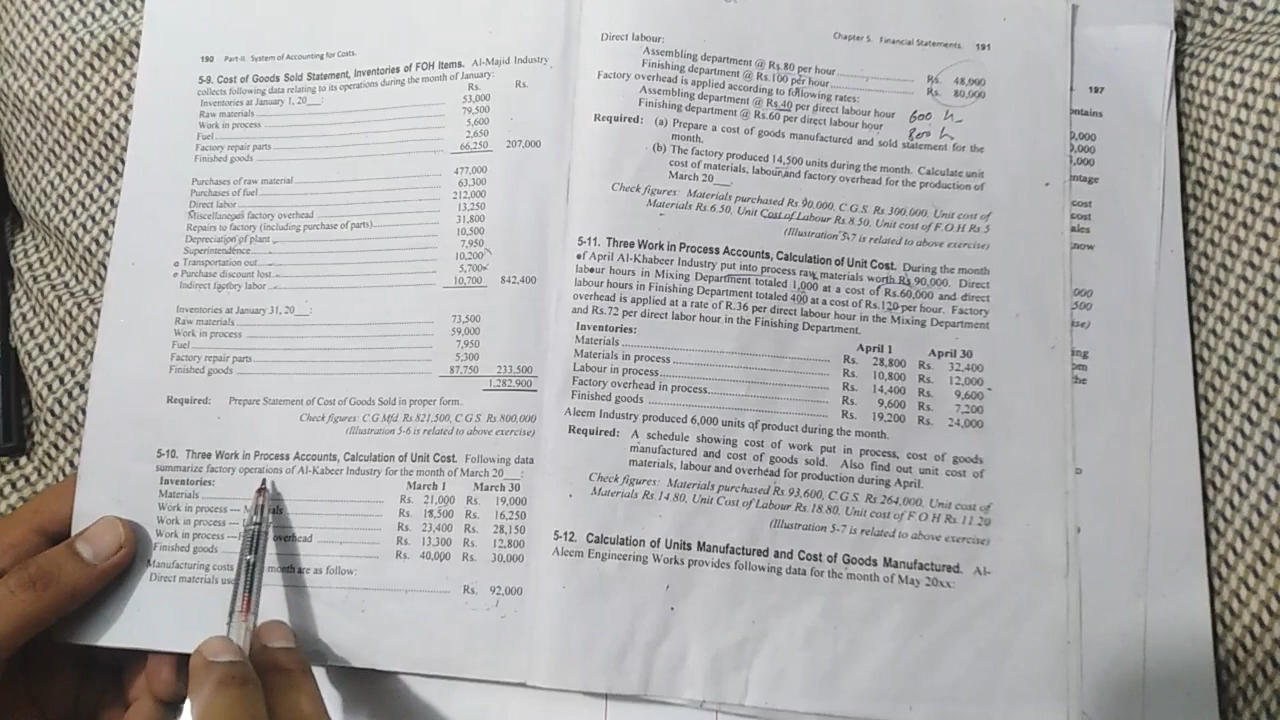 190 Part-II. System of Accounting for Costs.
5-9. Cost of Goods Sold Statement, Inventories of FOH Items. Al-Majid Industry
collects following data relating to its operations during the month of January:
Rs. Rs.
Inventories at January 1, 20__:
Raw materials 53,000
Work in process 79,500
Fuel 5,600
Factory repair parts 2,650
Finished goods 66,250 207,000
Purchases of raw material 477,000
Purchases of fuel 63,300
Direct labor 212,000
Miscellaneous factory overhead 13,250
Repairs to factory (including purchase of parts) 31,800
Depreciation of plant 10,500
Superintendence 7,950
Transportation out 10,200
Purchase discount lost 5,700
Indirect factory labor 10,700 842,400
Inventories at January 31, 20__:
Raw materials 73,500
Work in process 59,000
Fuel 7,950
Factory repair parts 5,300
Finished goods 87,750 233,500
1,282,900
Required: Prepare Statement of Cost of Goods Sold in proper form.
Check figures: C.G Mfd. Rs 821,500, C.G.S. Rs 800,000
(Illustration 5-6 is related to above exercise)
5-10. Three Work in Process Accounts, Calculation of Unit Cost. Following data
summarize factory operations of Al-Kabeer Industry for the month of March 20__:
Inventories: March 1 March 30
Materials Rs. 21,000 Rs. 19,000
Work in process — Rs. 18,500 Rs. 16,250
Work in process — Rs. 23,400 Rs. 28,150
Work in process — overhead Rs. 13,300 Rs. 12,800
Finished goods Rs. 40,000 Rs. 30,000
Manufacturing costs month are as follow:
Direct materials use Rs. 92,000
Chapter 5. Financial Statements. 191
Direct labour:
Assembling department @ Rs.80 per hour Rs. 48,000
Finishing department @ Rs.100 per hour Rs. 80,000
Factory overhead is applied according to following rates:
Assembling department @ Rs.40 per direct labour hour 600 h
Finishing department @ Rs.60 per direct labour hour 800 h
Required: (a) Prepare a cost of goods manufactured and sold statement for the
month.
(b) The factory produced 14,500 units during the month. Calculate unit
cost of materials, labour and factory overhead for the production of
March 20__.
Check figures: Materials purchased Rs.90,000, C.G.S. Rs 300,000, Unit cost of
Materials Rs.6.50, Unit Cost of Labour Rs 8.50, Unit cost of F.O.H Rs 5
(Illustration 5-7 is related to above exercise)
5-11. Three Work in Process Accounts, Calculation of Unit Cost. During the month
of April Al-Khabeer Industry put into process raw materials worth Rs 90,000. Direct
labour hours in Mixing Department totaled 1,000 at a cost of Rs.60,000 and direct
labour hours in Finishing Department totaled 400 at a cost of Rs.120 per hour. Factory
overhead is applied at a rate of R.36 per direct labour hour in the Mixing Department
and Rs.72 per direct labor hour in the Finishing Department.
Inventories: April 1 April 30
Materials Rs. 28,800 Rs. 32,400
Materials in process Rs. 10,800 Rs. 12,000
Labour in process Rs. 14,400 Rs. 9,600
Factory overhead in process Rs. 9,600 Rs. 7,200
Finished goods Rs. 19,200 Rs. 24,000
Aleem Industry produced 6,000 units of product during the month.
Required: A schedule showing cost of work put in process, cost of goods
manufactured and cost of goods sold. Also find out unit cost of
materials, labour and overhead for production during April.
Check figures: Materials purchased Rs.93,600, C.G.S. Rs 264,000, Unit cost of
Materials Rs.14.80, Unit Cost of Labour Rs.18.80, Unit cost of F.O.H Rs.11.20
(Illustration 5-7 is related to above exercise)
5-12. Calculation of Units Manufactured and Cost of Goods Manufactured. Al-
Aleem Engineering Works provides following data for the month of May 20xx:
197
ntains
,000
,000
,000
ntage
cost
cost
ales
now
000
500
ise)
ing
om
the